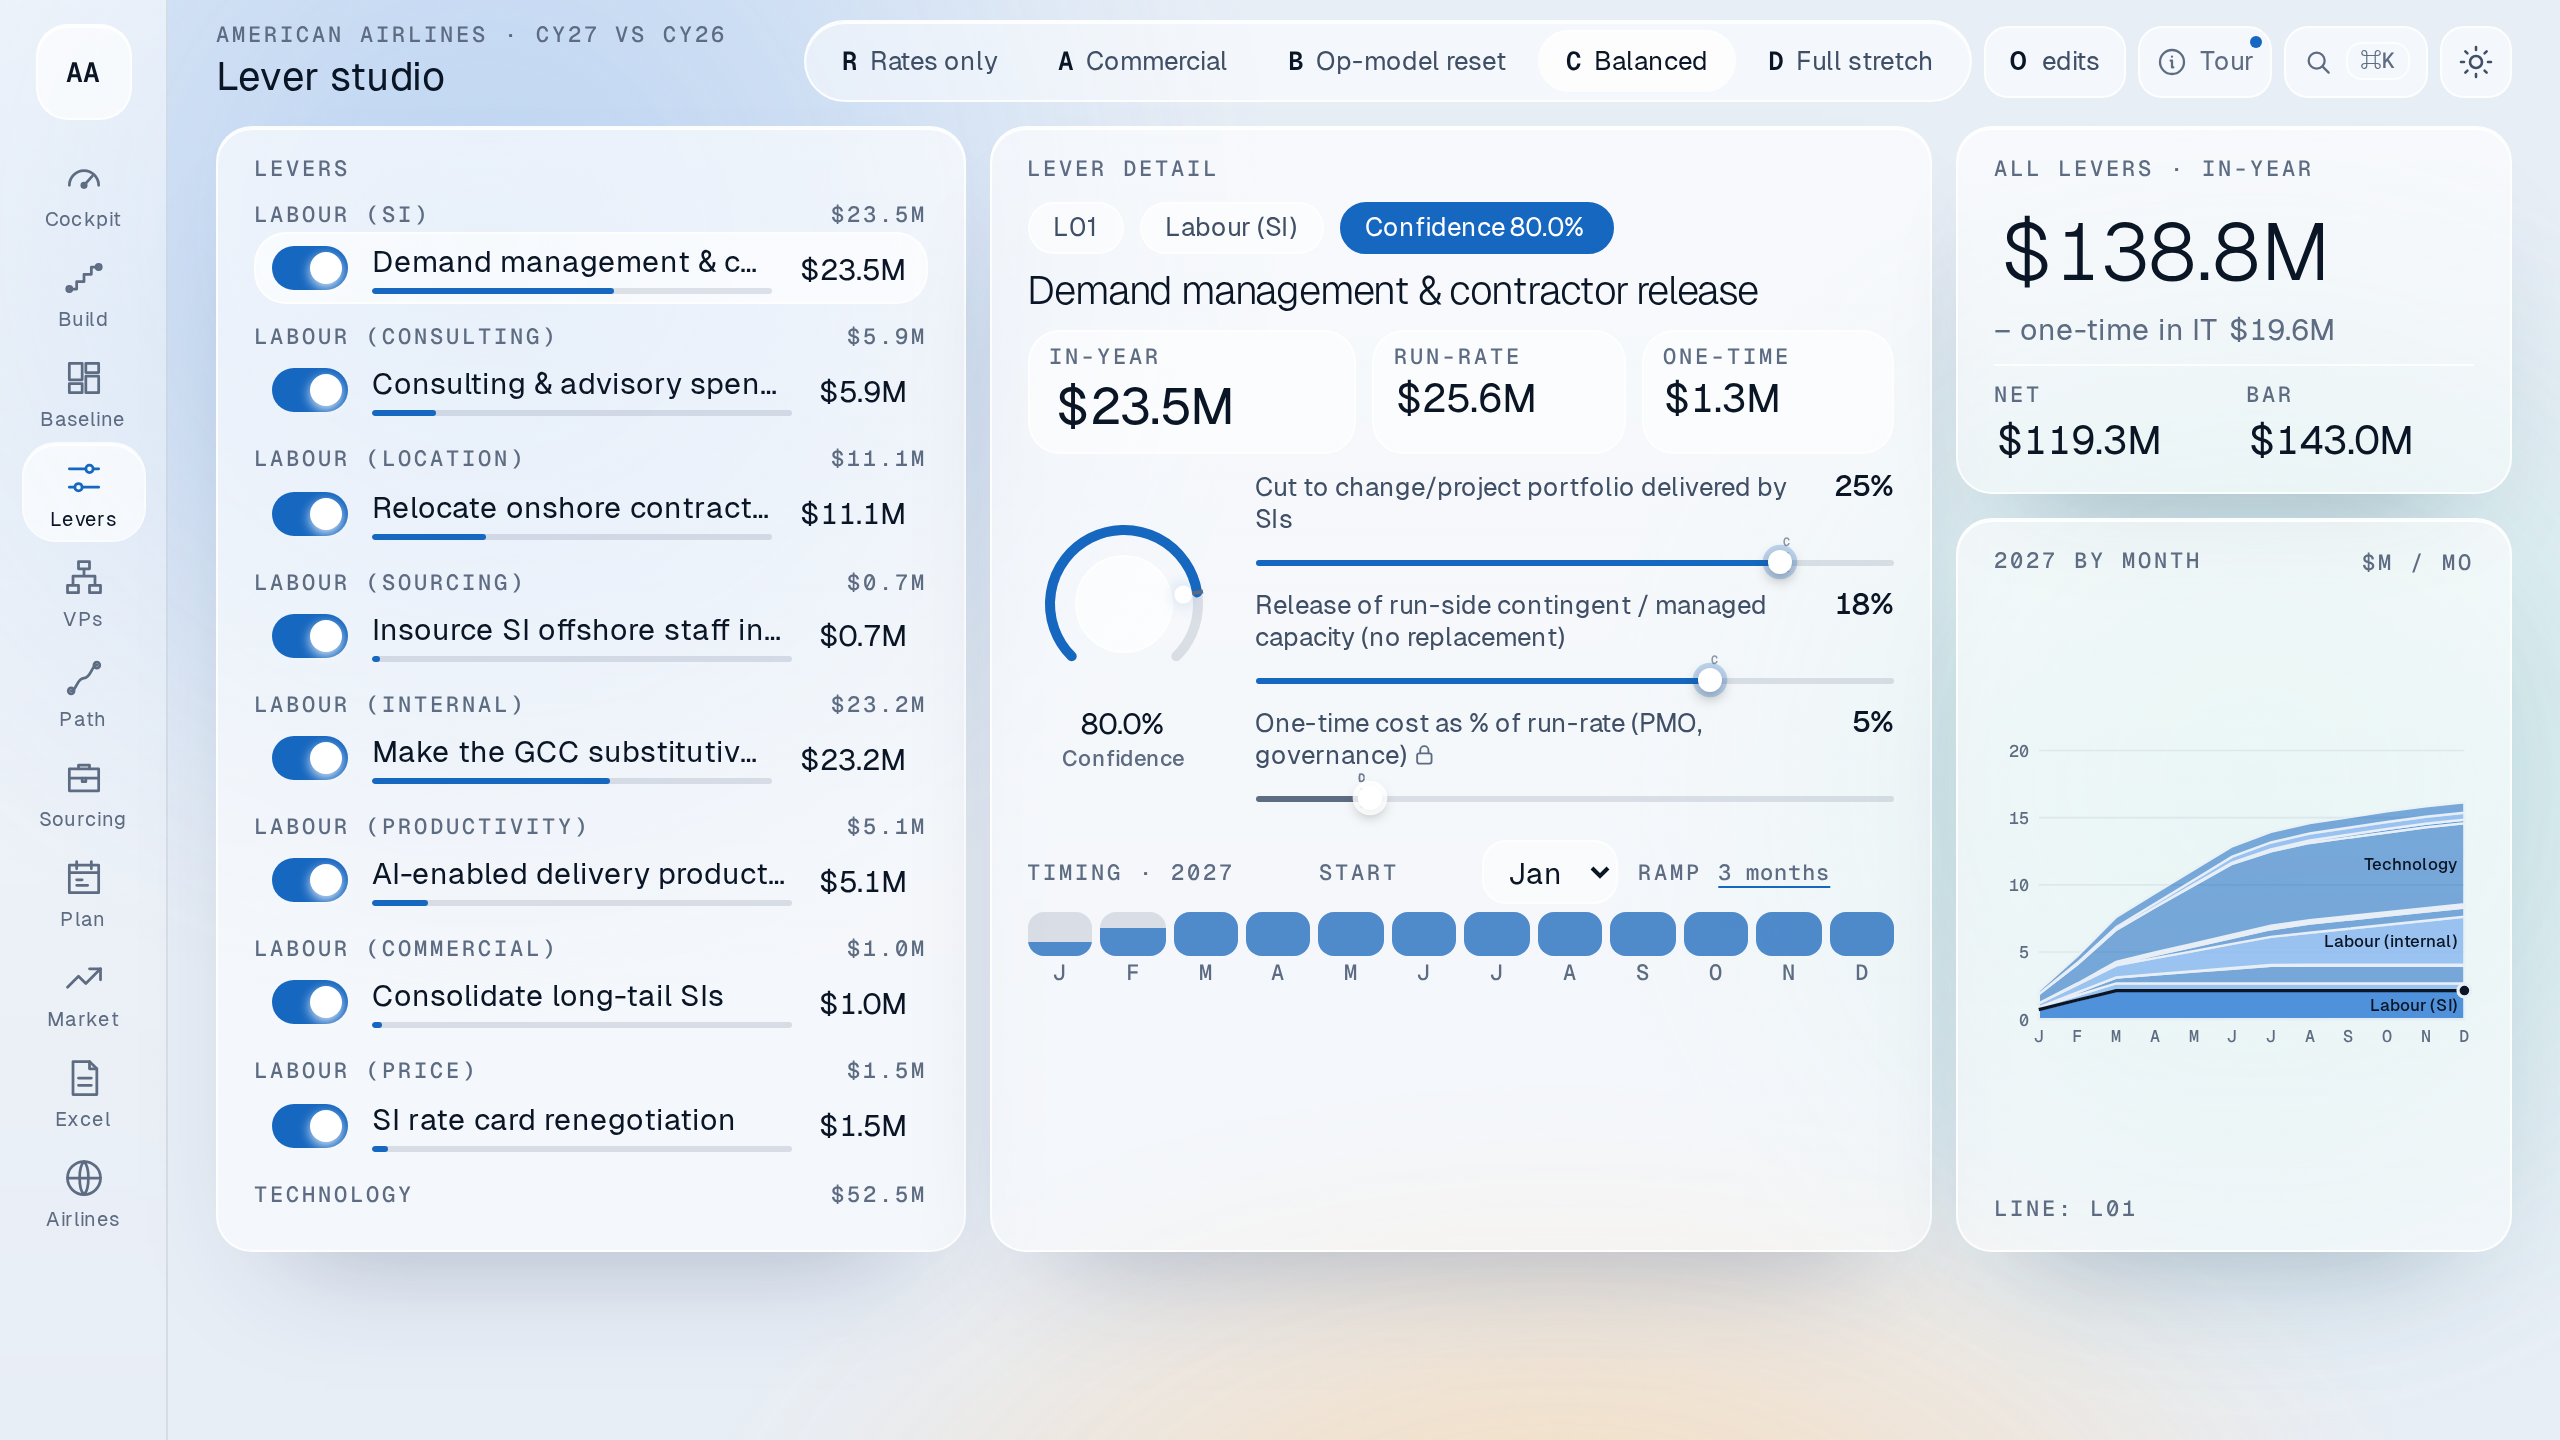 AA
Cockpit
Build
Baseline
Levers
VPs
Path
Sourcing
Plan
Market
Excel
Airlines
AMERICAN AIRLINES · CY27 VS CY26
Lever studio
R Rates only
A Commercial
B Op-model reset
C Balanced
D Full stretch
0 edits
Tour
⌘K
LEVERS
LABOUR (SI) $23.5M
Demand management & c… $23.5M
LABOUR (CONSULTING) $5.9M
Consulting & advisory spen… $5.9M
LABOUR (LOCATION) $11.1M
Relocate onshore contract… $11.1M
LABOUR (SOURCING) $0.7M
Insource SI offshore staff in… $0.7M
LABOUR (INTERNAL) $23.2M
Make the GCC substitutiv… $23.2M
LABOUR (PRODUCTIVITY) $5.1M
AI-enabled delivery product… $5.1M
LABOUR (COMMERCIAL) $1.0M
Consolidate long-tail SIs $1.0M
LABOUR (PRICE) $1.5M
SI rate card renegotiation $1.5M
TECHNOLOGY $52.5M
LEVER DETAIL
L01 Labour (SI) Confidence 80.0%
Demand management & contractor release
IN-YEAR RUN-RATE ONE-TIME
$23.5M $25.6M $1.3M
80.0%
Confidence
Cut to change/project portfolio delivered by 25%
SIs
C
Release of run-side contingent / managed 18%
capacity (no replacement)
C
One-time cost as % of run-rate (PMO, 5%
governance)
D
TIMING · 2027 START Jan RAMP 3 months
J F M A M J J A S O N D
ALL LEVERS · IN-YEAR
$138.8M
− one-time in IT $19.6M
NET BAR
$119.3M $143.0M
2027 BY MONTH $M / MO
20
15
10
5
0
Technology
Labour (internal)
Labour (SI)
J F M A M J J A S O N D
LINE: L01